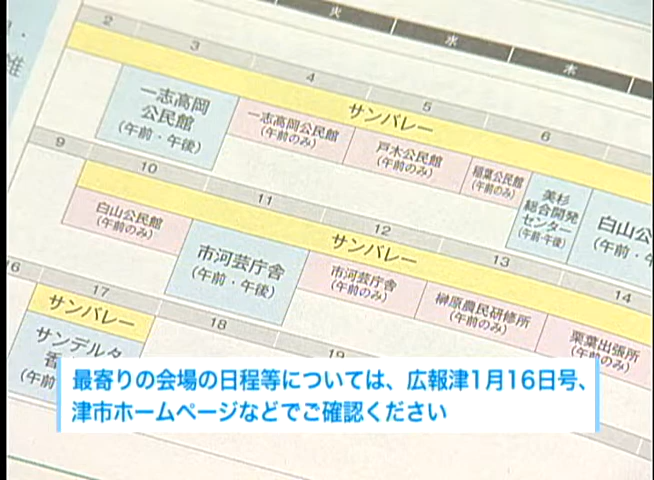 火
水
木
2
3
4
5
6
サンバレー
一志高岡
公民館
(午前・午後)
一志高岡公民館
(午前のみ)
戸木公民館
(午前のみ)
稲葉公民館
(午前のみ)
美杉
総合開発
センター
(午前・午後)
白山公
9
10
11
12
13
14
サンバレー
白山公民館
(午前のみ)
市河芸庁舎
(午前・午後)
市河芸庁舎
(午前のみ)
榊原農民研修所
(午前のみ)
栗葉出張所
(午前のみ)
16
17
18
19
サンバレー
サンデルタ
香
(午前
最寄りの会場の日程等については、広報津1月16日号、
津市ホームページなどでご確認ください